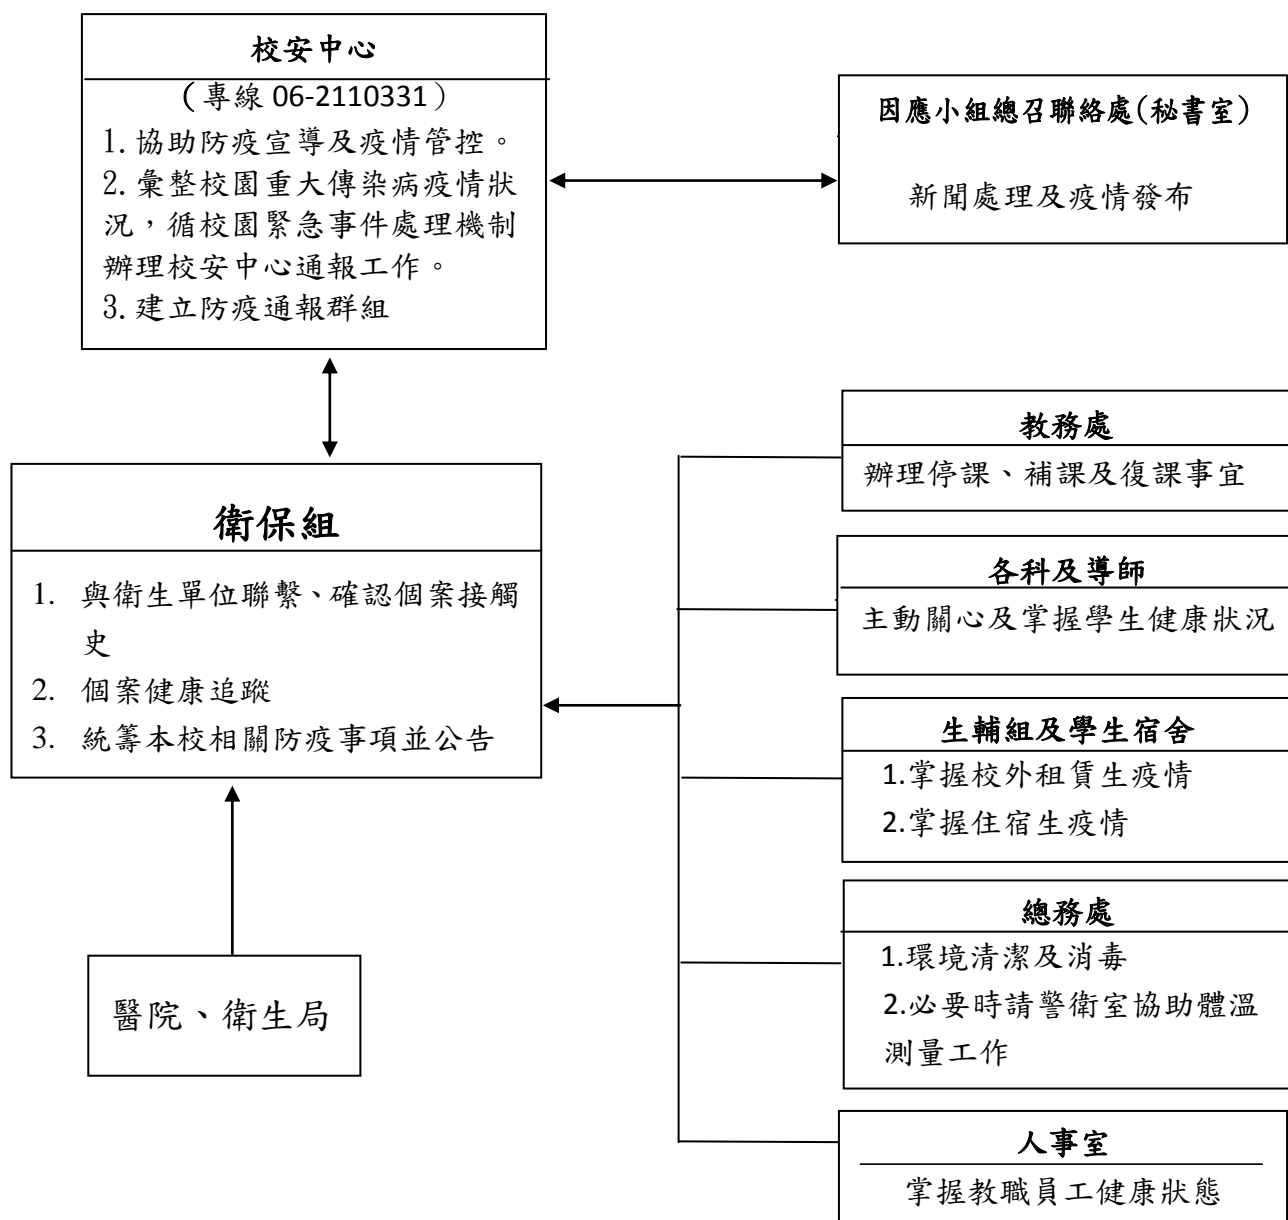 校安中心
（專線 06-2110331）
1. 協助防疫宣導及疫情管控。
2. 彙整校園重大傳染病疫情狀
況，循校園緊急事件處理機制
辦理校安中心通報工作。
3. 建立防疫通報群組
因應小組總召聯絡處(秘書室)
新聞處理及疫情發布
衛保組
1. 與衛生單位聯繫、確認個案接觸
史
2. 個案健康追蹤
3. 統籌本校相關防疫事項並公告
醫院、衛生局
教務處
辦理停課、補課及復課事宜
各科及導師
主動關心及掌握學生健康狀況
生輔組及學生宿舍
1.掌握校外租賃生疫情
2.掌握住宿生疫情
總務處
1.環境清潔及消毒
2.必要時請警衛室協助體溫
測量工作
人事室
掌握教職員工健康狀態